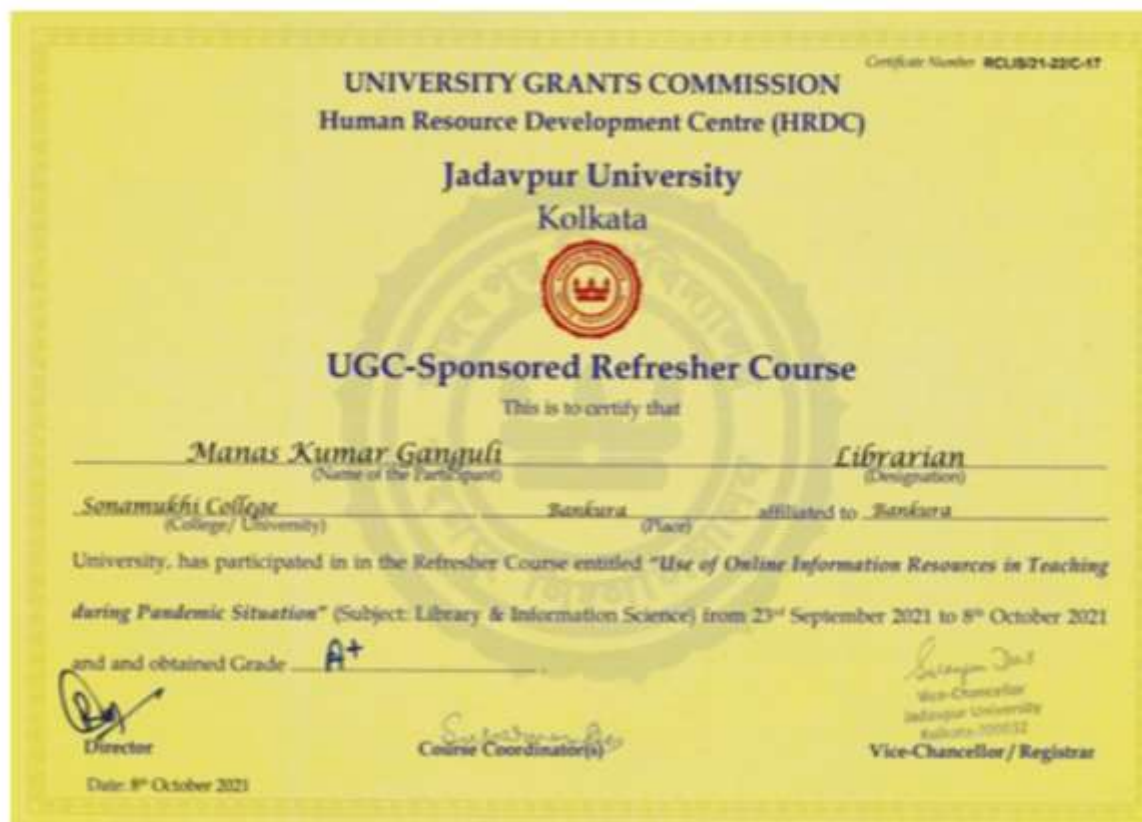 Certificate Number RCLIS/21-22/C-17
UNIVERSITY GRANTS COMMISSION
Human Resource Development Centre (HRDC)
Jadavpur University
Kolkata
UGC-Sponsored Refresher Course
This is to certify that
Manas Kumar Ganguli Librarian
(Name of the Participant) (Designation)
Sonamukhi College, Bankura affiliated to Bankura
(College/ University) (Place)
University, has participated in in the Refresher Course entitled "Use of Online Information Resources in Teaching
during Pandemic Situation" (Subject: Library & Information Science) from 23rd September 2021 to 8th October 2021
and and obtained Grade A+.
Vice-Chancellor
Jadavpur University
Kolkata-700032
Director Course Coordinator(s) Vice-Chancellor / Registrar
Date: 8th October 2021